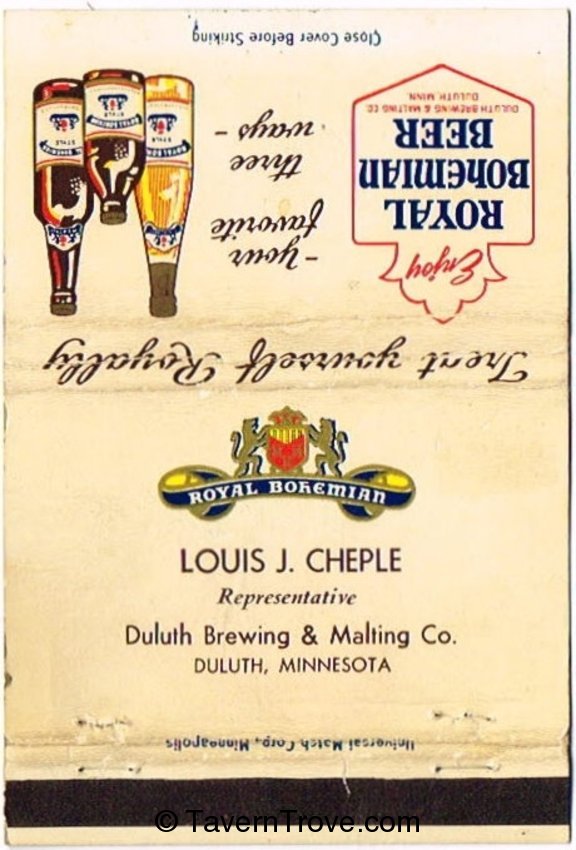 Close Cover Before Striking
Enjoy
ROYAL
BOHEMIAN
BEER
DULUTH BREWING & MALTING CO.
DULUTH, MINN.
-your
favorite
three
ways-
Treat yourself Royally
ROYAL BOHEMIAN
LOUIS J. CHEPLE
Representative
Duluth Brewing & Malting Co.
DULUTH, MINNESOTA
Universal Match Corp., Minneapolis
© TavernTrove.com